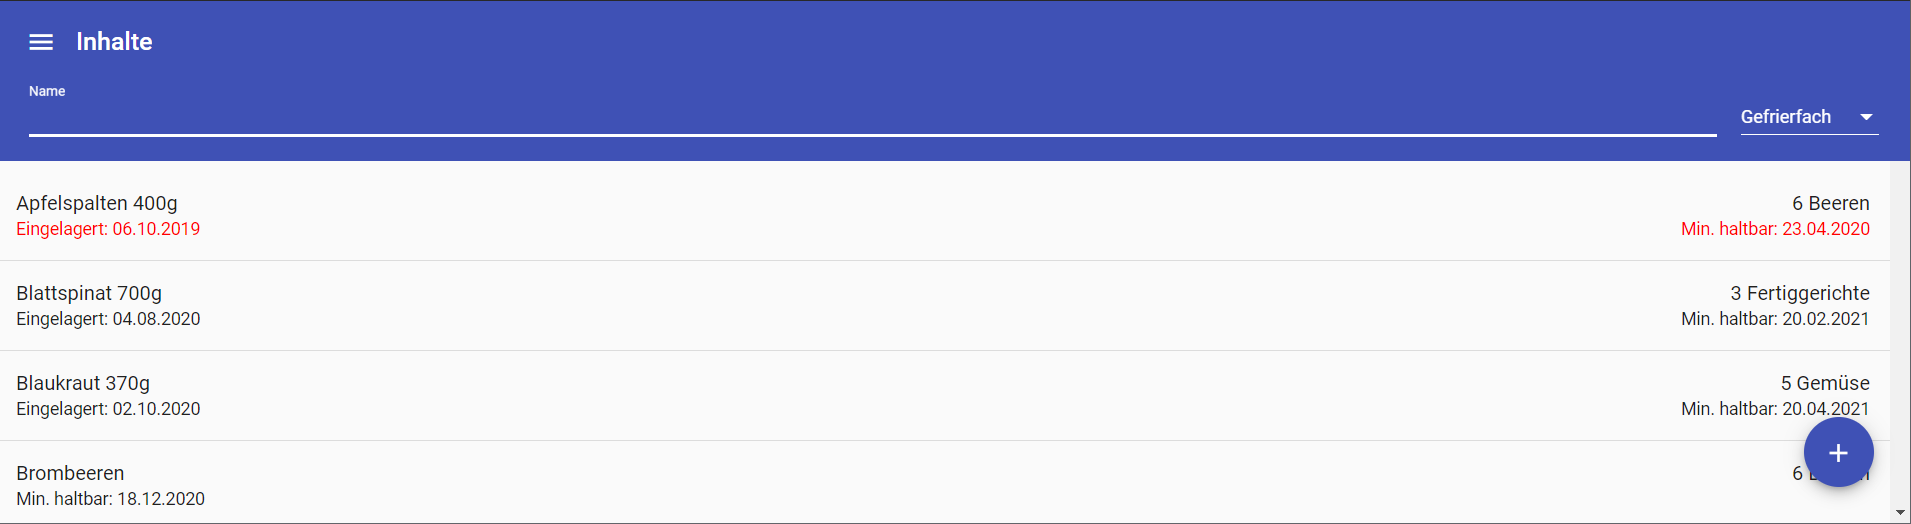 Inhalte
Name
Gefrierfach
Apfelspalten 400g
6 Beeren
Eingelagert: 06.10.2019
Min. haltbar: 23.04.2020
Blattspinat 700g
3 Fertiggerichte
Eingelagert: 04.08.2020
Min. haltbar: 20.02.2021
Blaukraut 370g
5 Gemüse
Eingelagert: 02.10.2020
Min. haltbar: 20.04.2021
Brombeeren
6
Min. haltbar: 18.12.2020